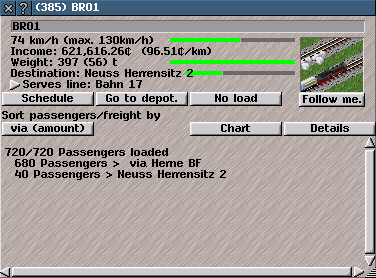 (385) BR01
BR01
74 km/h (max. 130km/h)
Income: 621,616.26¢ (96.51¢/km)
Weight: 397 (56) t
Destination: Neuss Herrensitz 2
Serves line: Bahn 17
Schedule Go to depot. No load Follow me.
Sort passengers/freight by
via (amount) Chart Details
720/720 Passengers loaded
680 Passengers > via Herne BF
40 Passengers > Neuss Herrensitz 2